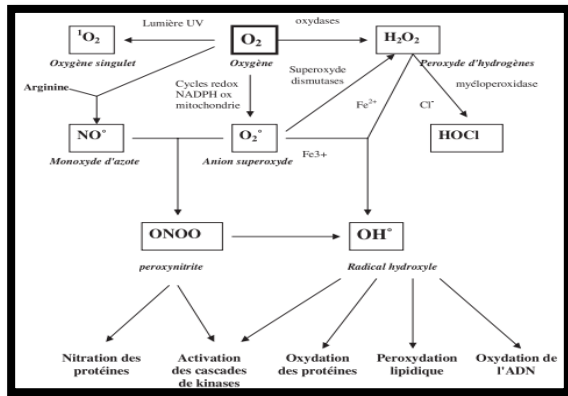 Lumière UV
oxydases
¹O₂
O₂
H₂O₂
Oxygène singulet
Oxygène
Peroxyde d'hydrogènes
Arginine
Cycles redox
NADPH ox
mitochondrie
Superoxyde
dismutases
Fe²⁺
Cl⁻
myéloperoxidase
NO°
O₂°
HOCl
Monoxyde d'azote
Anion superoxyde
Fe3+
ONOO
OH°
peroxynitrite
Radical hydroxyle
Nitration des
protéines
Activation
des cascades
de kinases
Oxydation
des protéines
Peroxydation
lipidique
Oxydation de
l'ADN